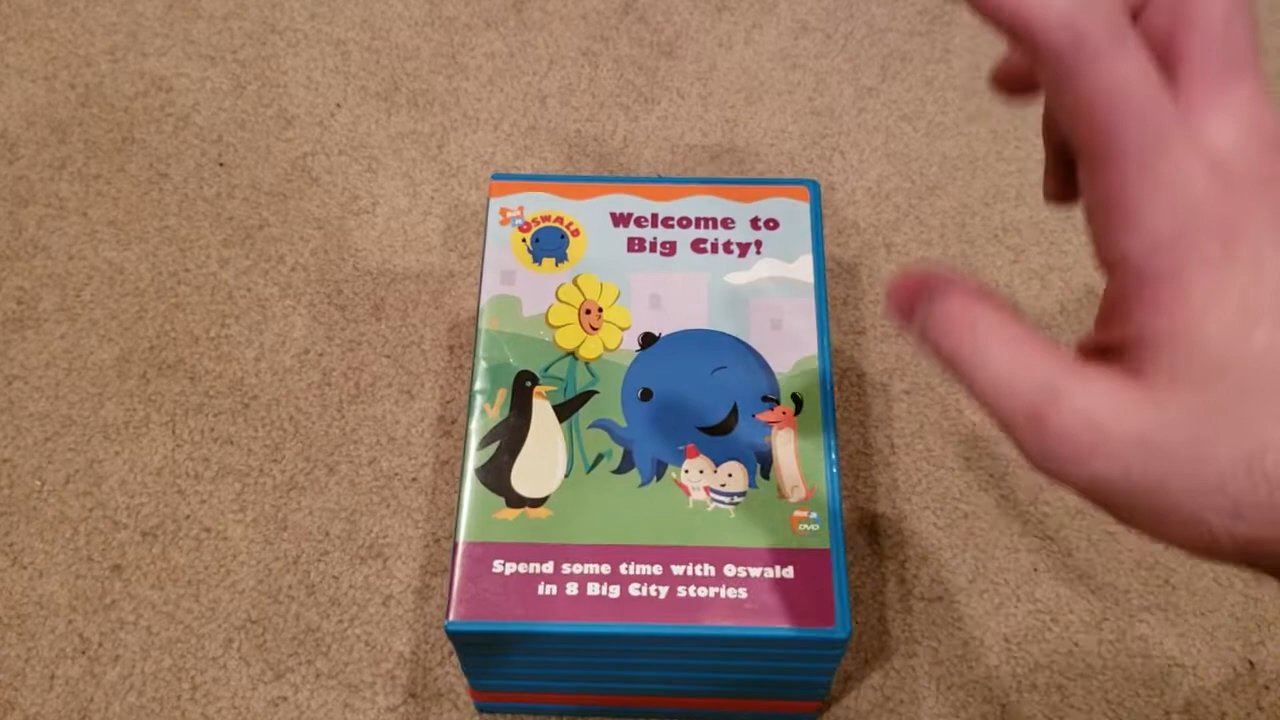 OSWALD
Welcome to
Big City!
DVD
Spend some time with Oswald
in 8 Big City stories